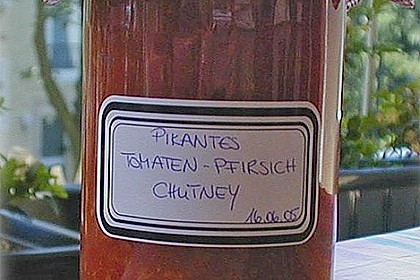 PIKANTES
TOMATEN-PFIRSICH
CHUTNEY
16.06.05